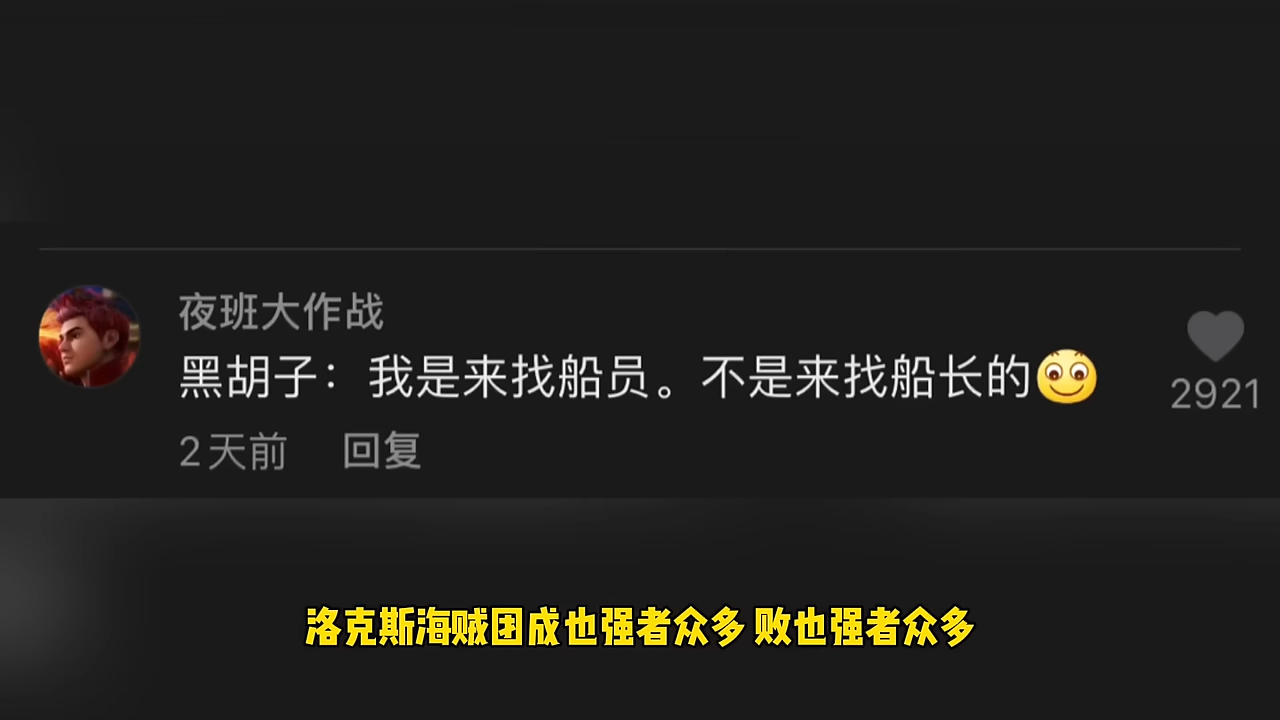 夜班大作战
黑胡子：我是来找船员。不是来找船长的
2921
2天前 回复
洛克斯海贼团成也强者众多 败也强者众多